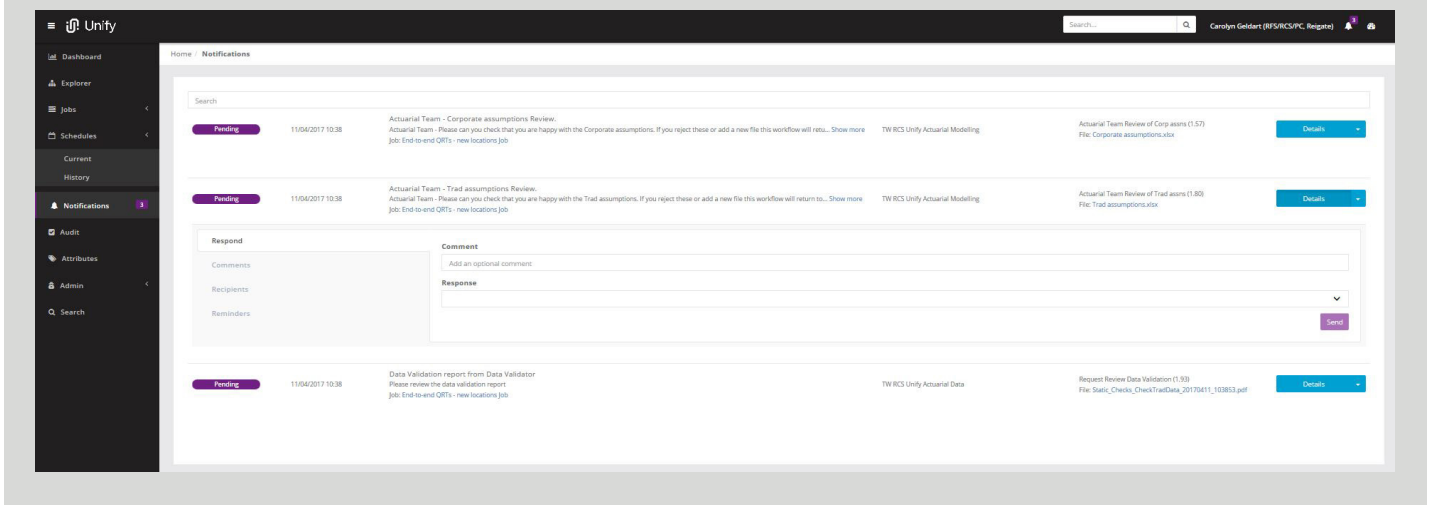 Unify
Search...
Carolyn Geldart (RFS/RCS/PC, Reigate)
3
Dashboard
Explorer
Jobs
Schedules
Current
History
Notifications 3
Audit
Attributes
Admin
Search
Home / Notifications
Search
Pending
11/04/2017 10:38
Actuarial Team - Corporate assumptions Review.
Actuarial Team - Please can you check that you are happy with the Corporate assumptions. If you reject these or add a new file this workflow will retu... Show more
Job: End-to-end QRTs - new locations Job
TW RCS Unify Actuarial Modelling
Actuarial Team Review of Corp assns (1.57)
File: Corporate assumptions.xlsx
Details
Pending
11/04/2017 10:38
Actuarial Team - Trad assumptions Review.
Actuarial Team - Please can you check that you are happy with the Trad assumptions. If you reject these or add a new file this workflow will return to... Show more
Job: End-to-end QRTs - new locations Job
TW RCS Unify Actuarial Modelling
Actuarial Team Review of Trad assns (1.80)
File: Trad assumptions.xlsx
Details
Respond
Comments
Recipients
Reminders
Comment
Add an optional comment
Response
Send
Pending
11/04/2017 10:38
Data Validation report from Data Validator
Please review the data validation report
Job: End-to-end QRTs - new locations Job
TW RCS Unify Actuarial Data
Request Review Data Validation (1.93)
File: Static_Checks_CheckTradData_20170411_103853.pdf
Details